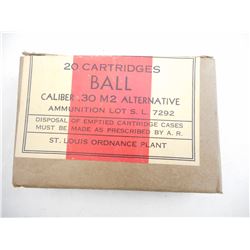 20 CARTRIDGES
BALL
CALIBER .30 M2 ALTERNATIVE
AMMUNITION LOT S. L. 7292
DISPOSAL OF EMPTIED CARTRIDGE CASES
MUST BE MADE AS PRESCRIBED BY A. R.
ST. LOUIS ORDNANCE PLANT